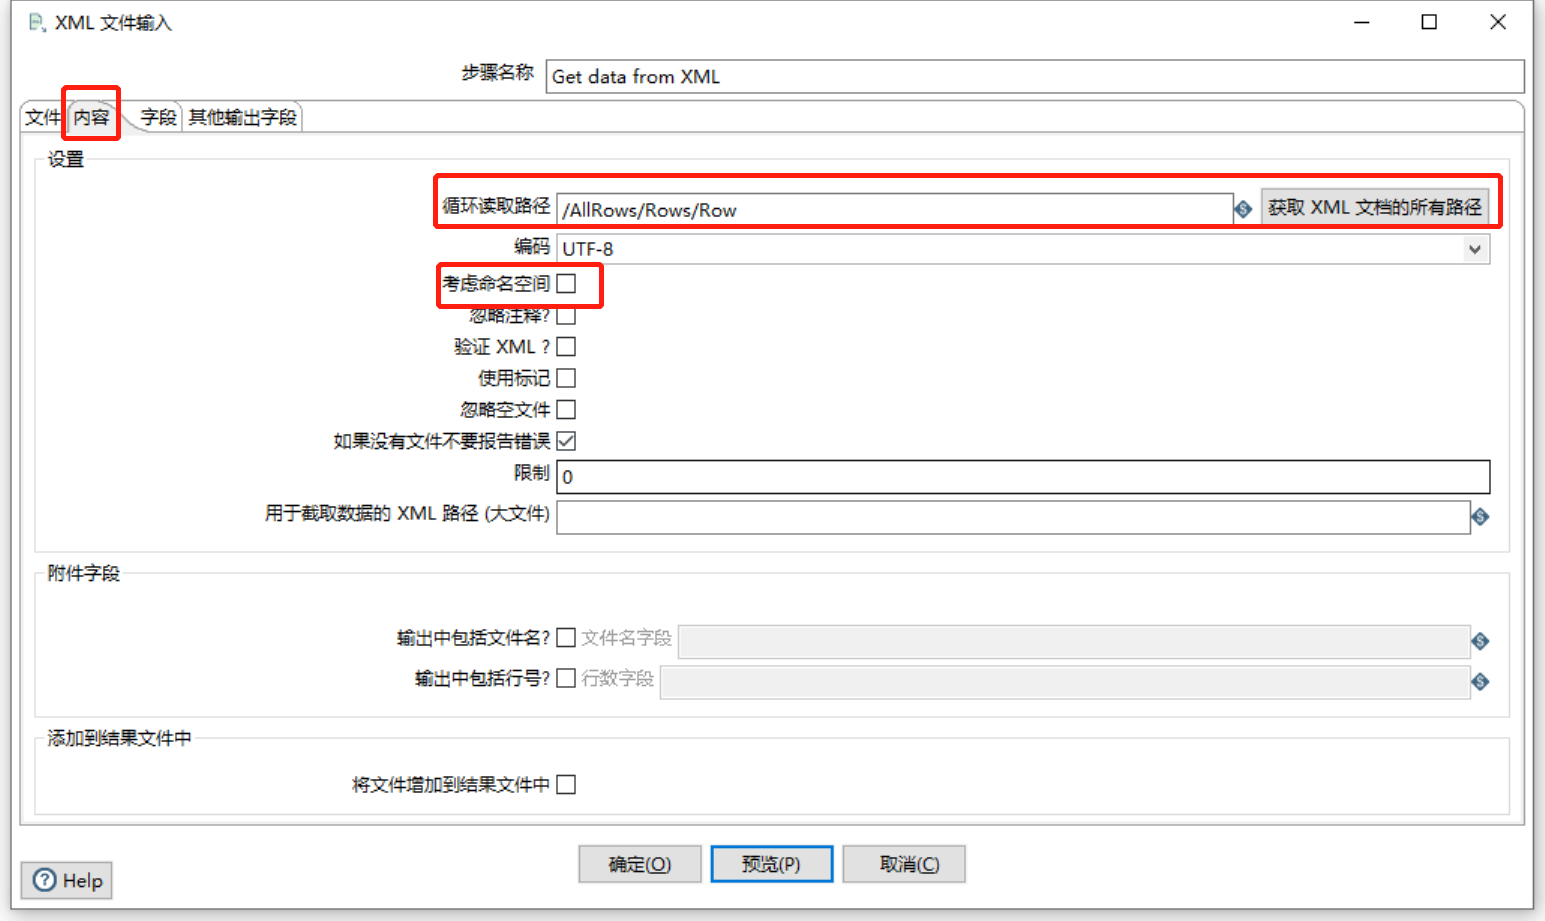 XML 文件输入
步骤名称 Get data from XML
文件 内容 字段 其他输出字段
设置
循环读取路径 /AllRows/Rows/Row 获取 XML 文档的所有路径
编码 UTF-8
考虑命名空间
忽略注释?
验证 XML ?
使用标记
忽略空文件
如果没有文件不要报告错误
限制 0
用于截取数据的 XML 路径 (大文件)
附件字段
输出中包括文件名? 文件名字段
输出中包括行号? 行数字段
添加到结果文件中
将文件增加到结果文件中
确定(O) 预览(P) 取消(C)
Help